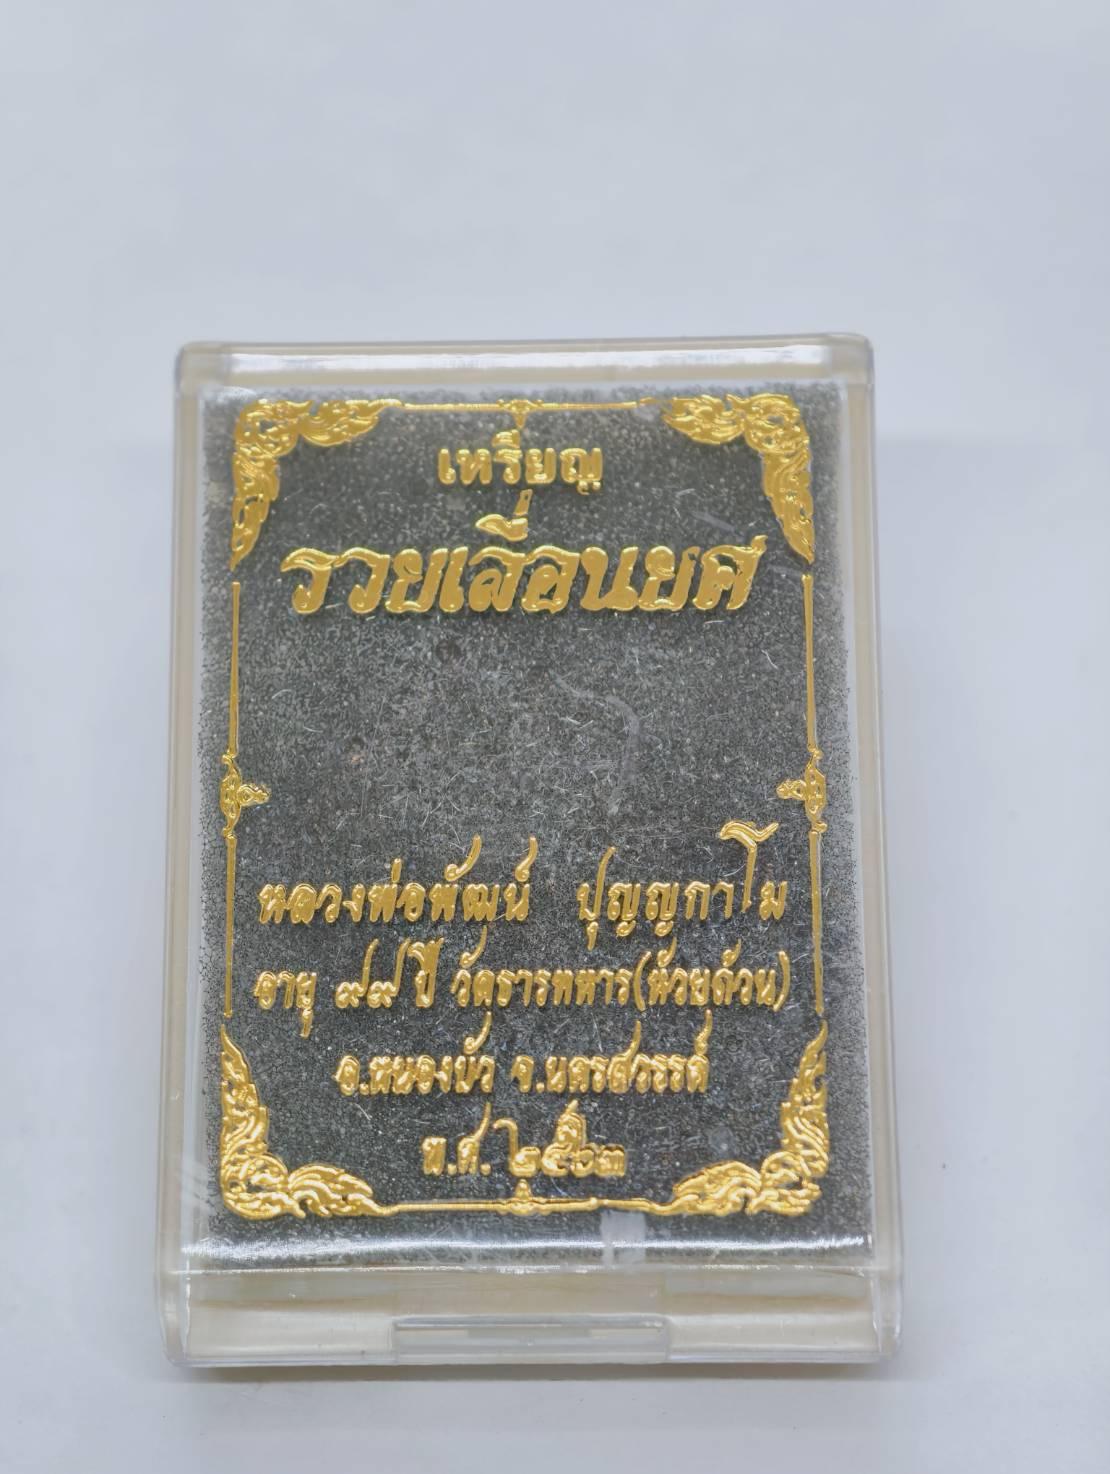 เหรียญ
รวยเลื่อนยศ
หลวงพ่อพัฒน์ ปุญญกาโม
อายุ ๙๙ ปี วัดธารทหาร(ห้วยด้วน)
อ.หนองบัว จ.นครสวรรค์
พ.ศ. ๒๕๖๓